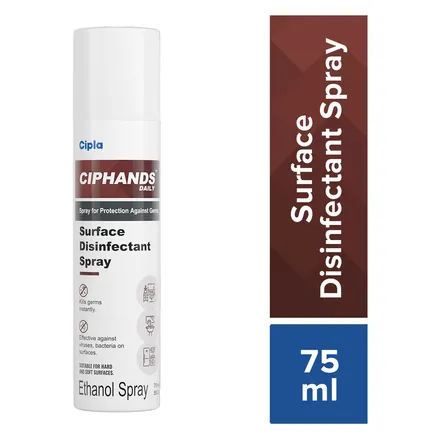 Cipla
CIPHANDS
DAILY
Spray for Protection Against Germs
Surface
Disinfectant
Spray
Kills germs
instantly.
Effective against
viruses, bacteria on
surfaces.
SUITABLE FOR HARD
AND SOFT SURFACES.
Ethanol Spray
Surface
Disinfectant Spray
75
ml